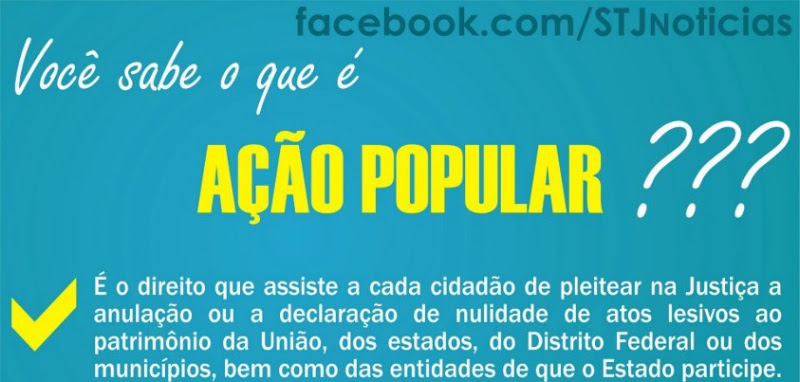 facebook.com/STJNoticias
Você sabe o que é
AÇÃO POPULAR ???
É o direito que assiste a cada cidadão de pleitear na Justiça a
anulação ou a declaração de nulidade de atos lesivos ao
patrimônio da União, dos estados, do Distrito Federal ou dos
municípios, bem como das entidades de que o Estado participe.